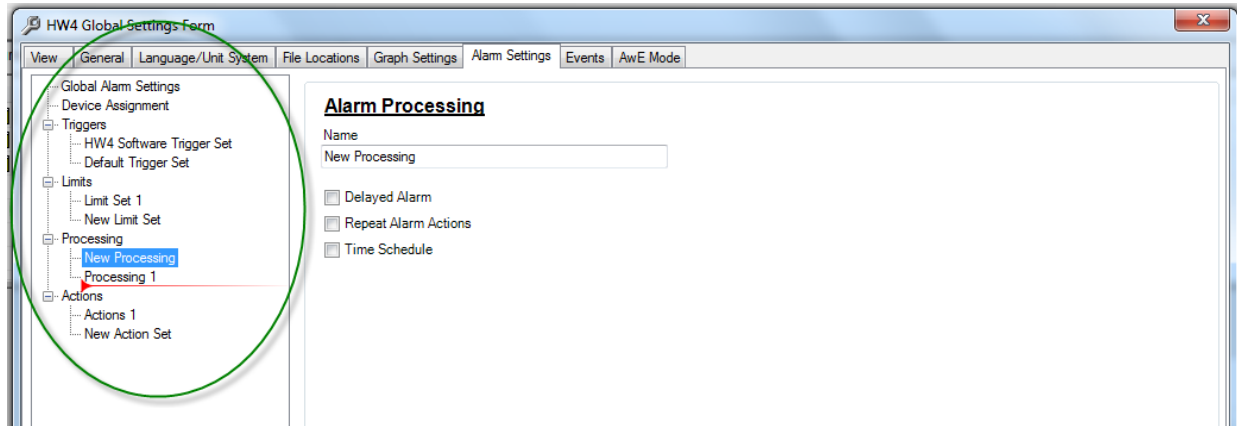 HW4 Global Settings Form
View General Language/Unit System File Locations Graph Settings Alarm Settings Events AwE Mode
Global Alarm Settings
Device Assignment
Triggers
HW4 Software Trigger Set
Default Trigger Set
Limits
Limit Set 1
New Limit Set
Processing
New Processing
Processing 1
Actions
Actions 1
New Action Set
Alarm Processing
Name
New Processing
Delayed Alarm
Repeat Alarm Actions
Time Schedule